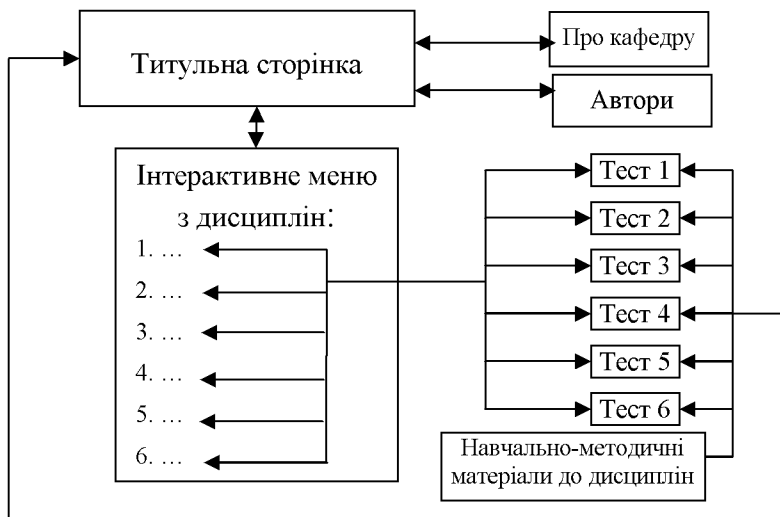 Титульна сторінка
Про кафедру
Автори
Інтерактивне меню
з дисциплін:
1. ...
2. ...
3. ...
4. ...
5. ...
6. ...
Тест 1
Тест 2
Тест 3
Тест 4
Тест 5
Тест 6
Навчально-методичні
матеріали до дисциплін